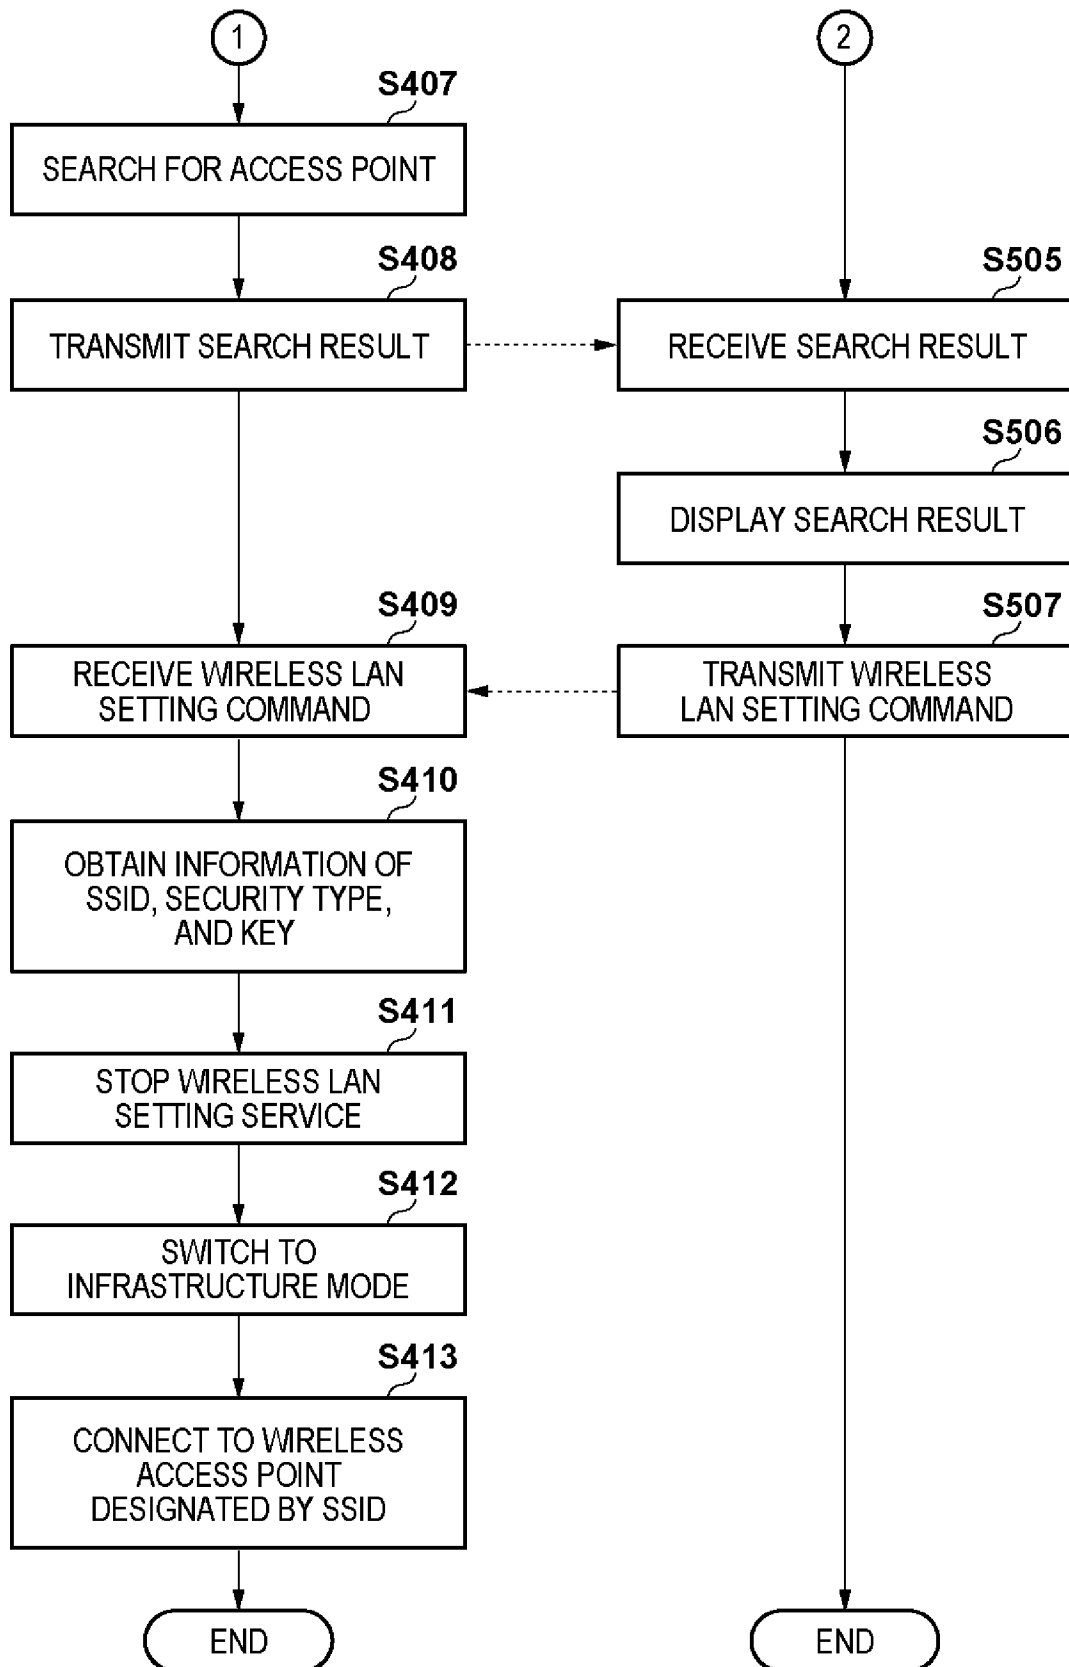 1
2
S407
SEARCH FOR ACCESS POINT
S408
TRANSMIT SEARCH RESULT
S505
RECEIVE SEARCH RESULT
S506
DISPLAY SEARCH RESULT
S409
RECEIVE WIRELESS LAN
SETTING COMMAND
S507
TRANSMIT WIRELESS
LAN SETTING COMMAND
S410
OBTAIN INFORMATION OF
SSID, SECURITY TYPE,
AND KEY
S411
STOP WIRELESS LAN
SETTING SERVICE
S412
SWITCH TO
INFRASTRUCTURE MODE
S413
CONNECT TO WIRELESS
ACCESS POINT
DESIGNATED BY SSID
END
END